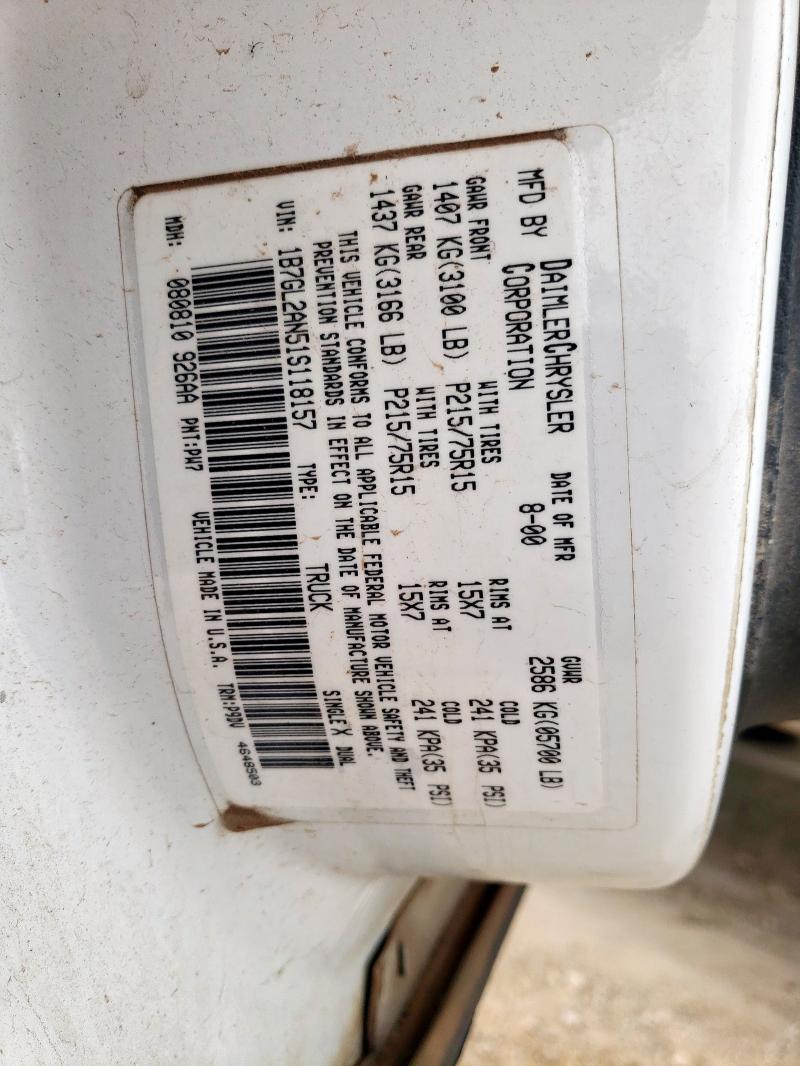 MFD BY DAIMLERCHRYSLER CORPORATION DATE OF MFR 8-00 GVWR 2586 KG(05700 LB)
GAWR FRONT WITH TIRES RIMS AT COLD
1407 KG(3100 LB) P215/75R15 15X7 241 KPA(35 PSI)
GAWR REAR WITH TIRES RIMS AT COLD
1437 KG(3166 LB) P215/75R15 15X7 241 KPA(35 PSI)
THIS VEHICLE CONFORMS TO ALL APPLICABLE FEDERAL MOTOR VEHICLE SAFETY AND THEFT
PREVENTION STANDARDS IN EFFECT ON THE DATE OF MANUFACTURE SHOWN ABOVE.
VIN: 1B7GL2AN51S118157 TYPE: TRUCK SINGLE X DUAL
MDH: 080810 926AA PNT:PW7 VEHICLE MADE IN U.S.A. TRM:PQDV 4648503